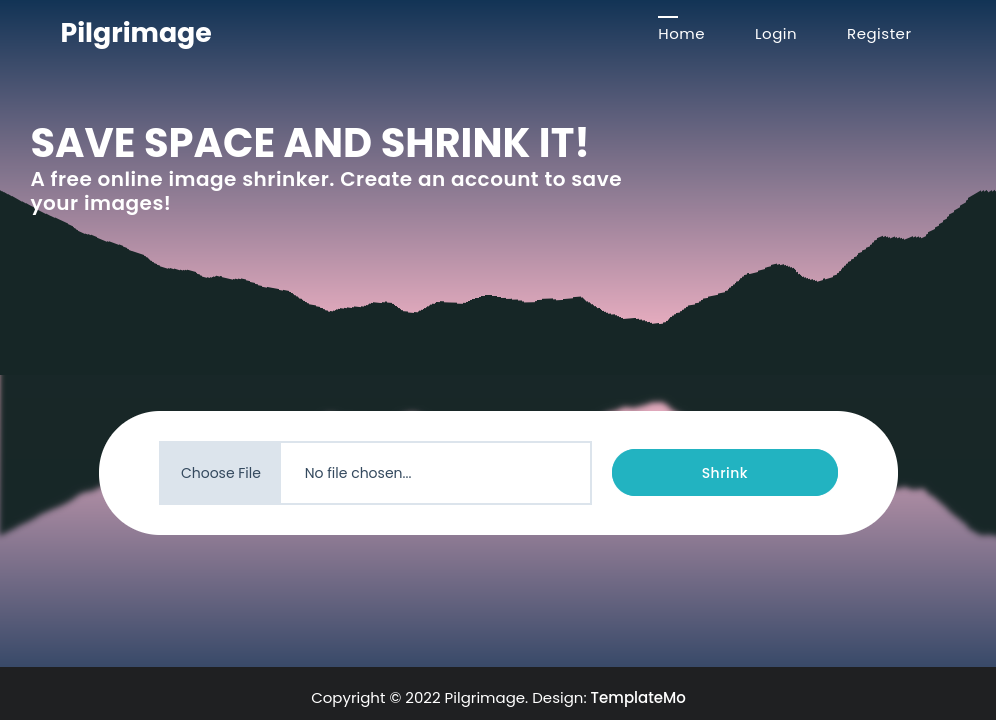 Pilgrimage
Home Login Register
SAVE SPACE AND SHRINK IT!
A free online image shrinker. Create an account to save
your images!
Choose File No file chosen... Shrink
Copyright © 2022 Pilgrimage. Design: TemplateMo